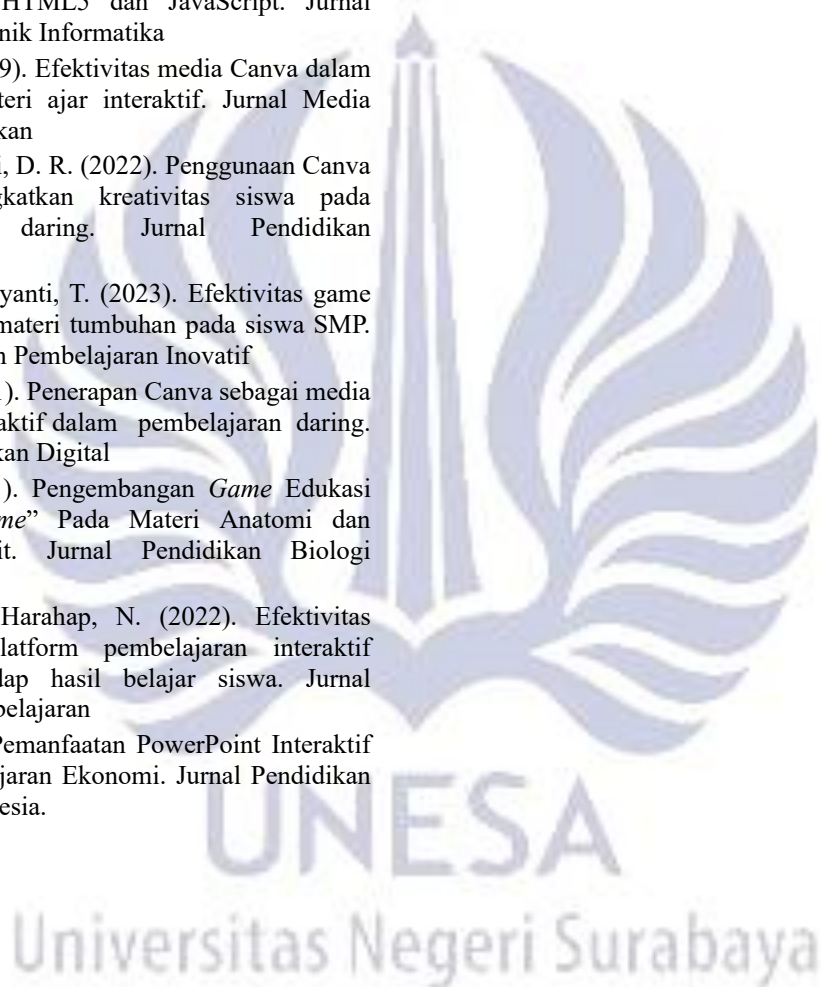 HTML5 dan JavaScript. Jurnal
nik Informatika
9). Efektivitas media Canva dalam
teri ajar interaktif. Jurnal Media
kan
i, D. R. (2022). Penggunaan Canva
gkatkan kreativitas siswa pada
daring. Jurnal Pendidikan
yanti, T. (2023). Efektivitas game
materi tumbuhan pada siswa SMP.
n Pembelajaran Inovatif
). Penerapan Canva sebagai media
aktif dalam pembelajaran daring.
kan Digital
). Pengembangan Game Edukasi
me” Pada Materi Anatomi dan
it. Jurnal Pendidikan Biologi
Harahap, N. (2022). Efektivitas
latform pembelajaran interaktif
dap hasil belajar siswa. Jurnal
belajaran
Pemanfaatan PowerPoint Interaktif
ajaran Ekonomi. Jurnal Pendidikan
esia.
UNESA
Universitas Negeri Surabaya